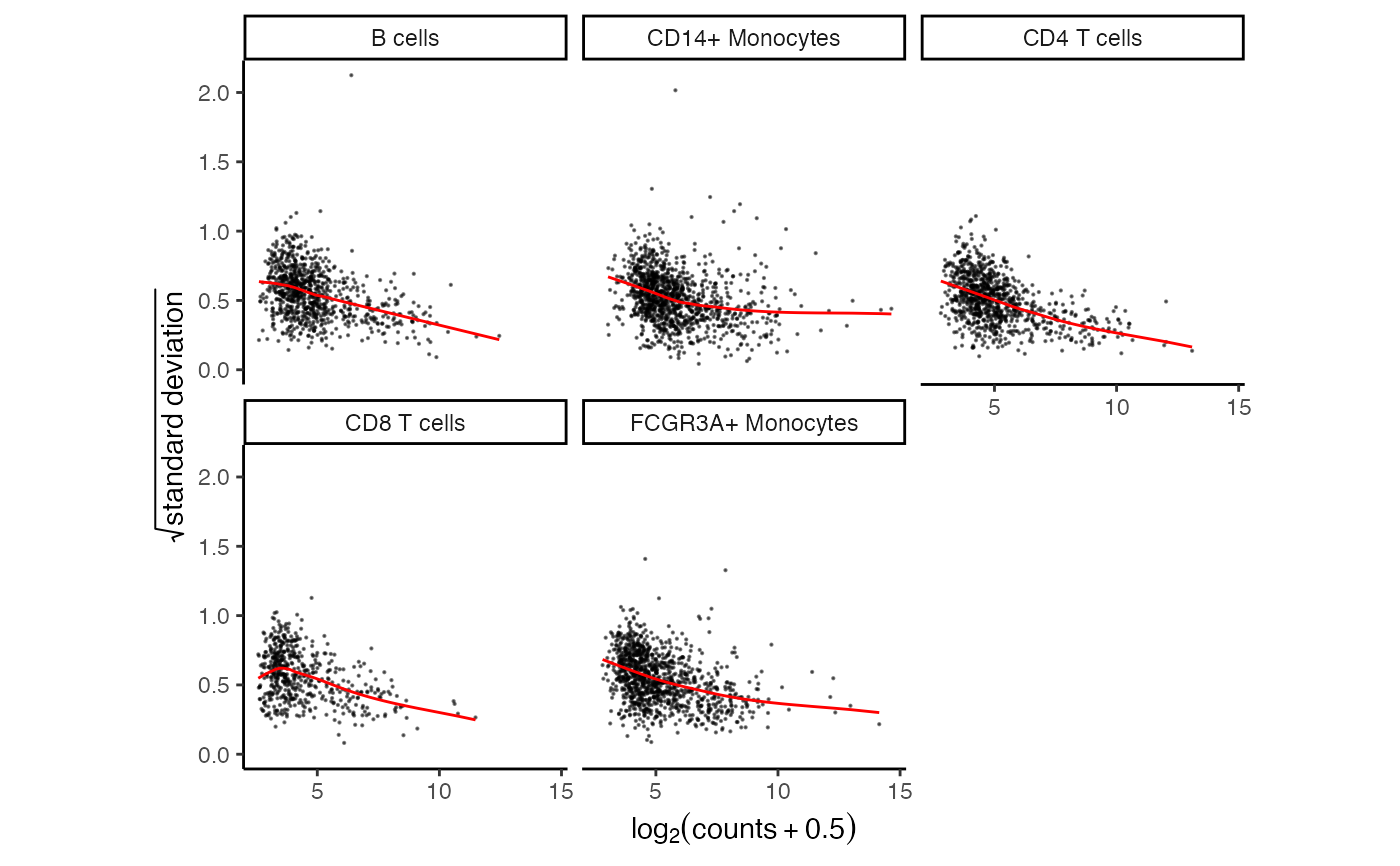 B cells
CD14+ Monocytes
CD4 T cells
2.0
1.5
1.0
0.5
0.0
5 10 15
CD8 T cells
FCGR3A+ Monocytes
2.0
1.5
1.0
0.5
0.0
5 10 15
5 10 15
√standard deviation
log₂(counts + 0.5)